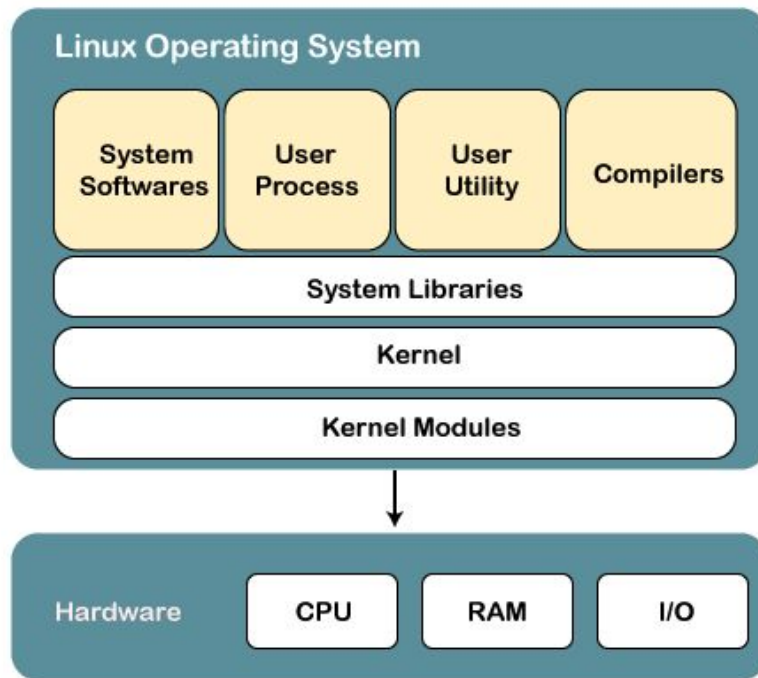 Linux Operating System
System
Softwares
User
Process
User
Utility
Compilers
System Libraries
Kernel
Kernel Modules
Hardware
CPU
RAM
I/O